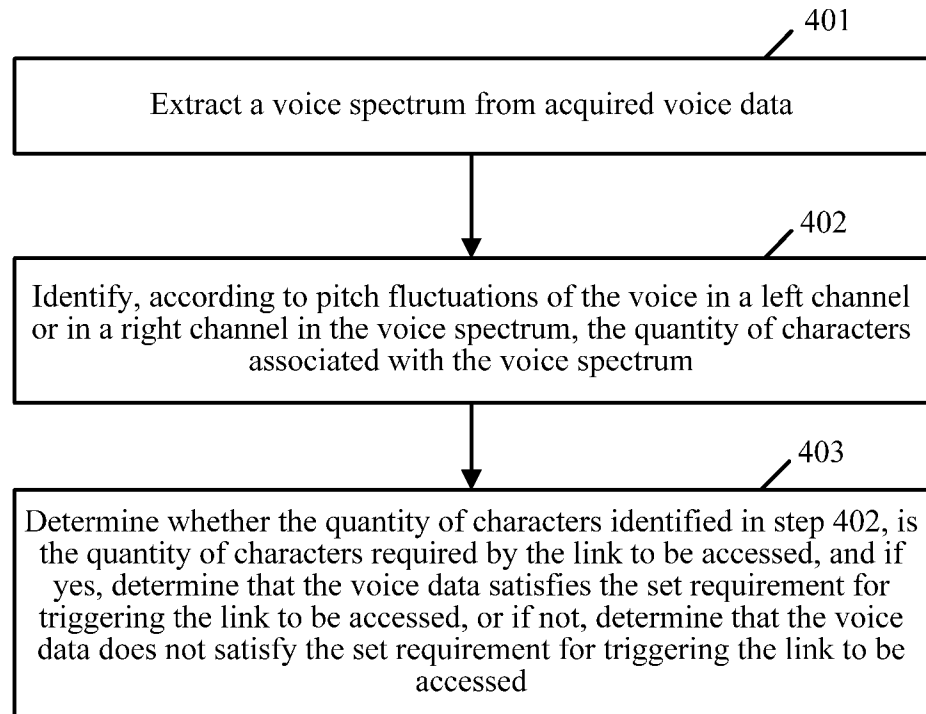 401
Extract a voice spectrum from acquired voice data
402
Identify, according to pitch fluctuations of the voice in a left channel
or in a right channel in the voice spectrum, the quantity of characters
associated with the voice spectrum
403
Determine whether the quantity of characters identified in step 402, is
the quantity of characters required by the link to be accessed, and if
yes, determine that the voice data satisfies the set requirement for
triggering the link to be accessed, or if not, determine that the voice
data does not satisfy the set requirement for triggering the link to be
accessed